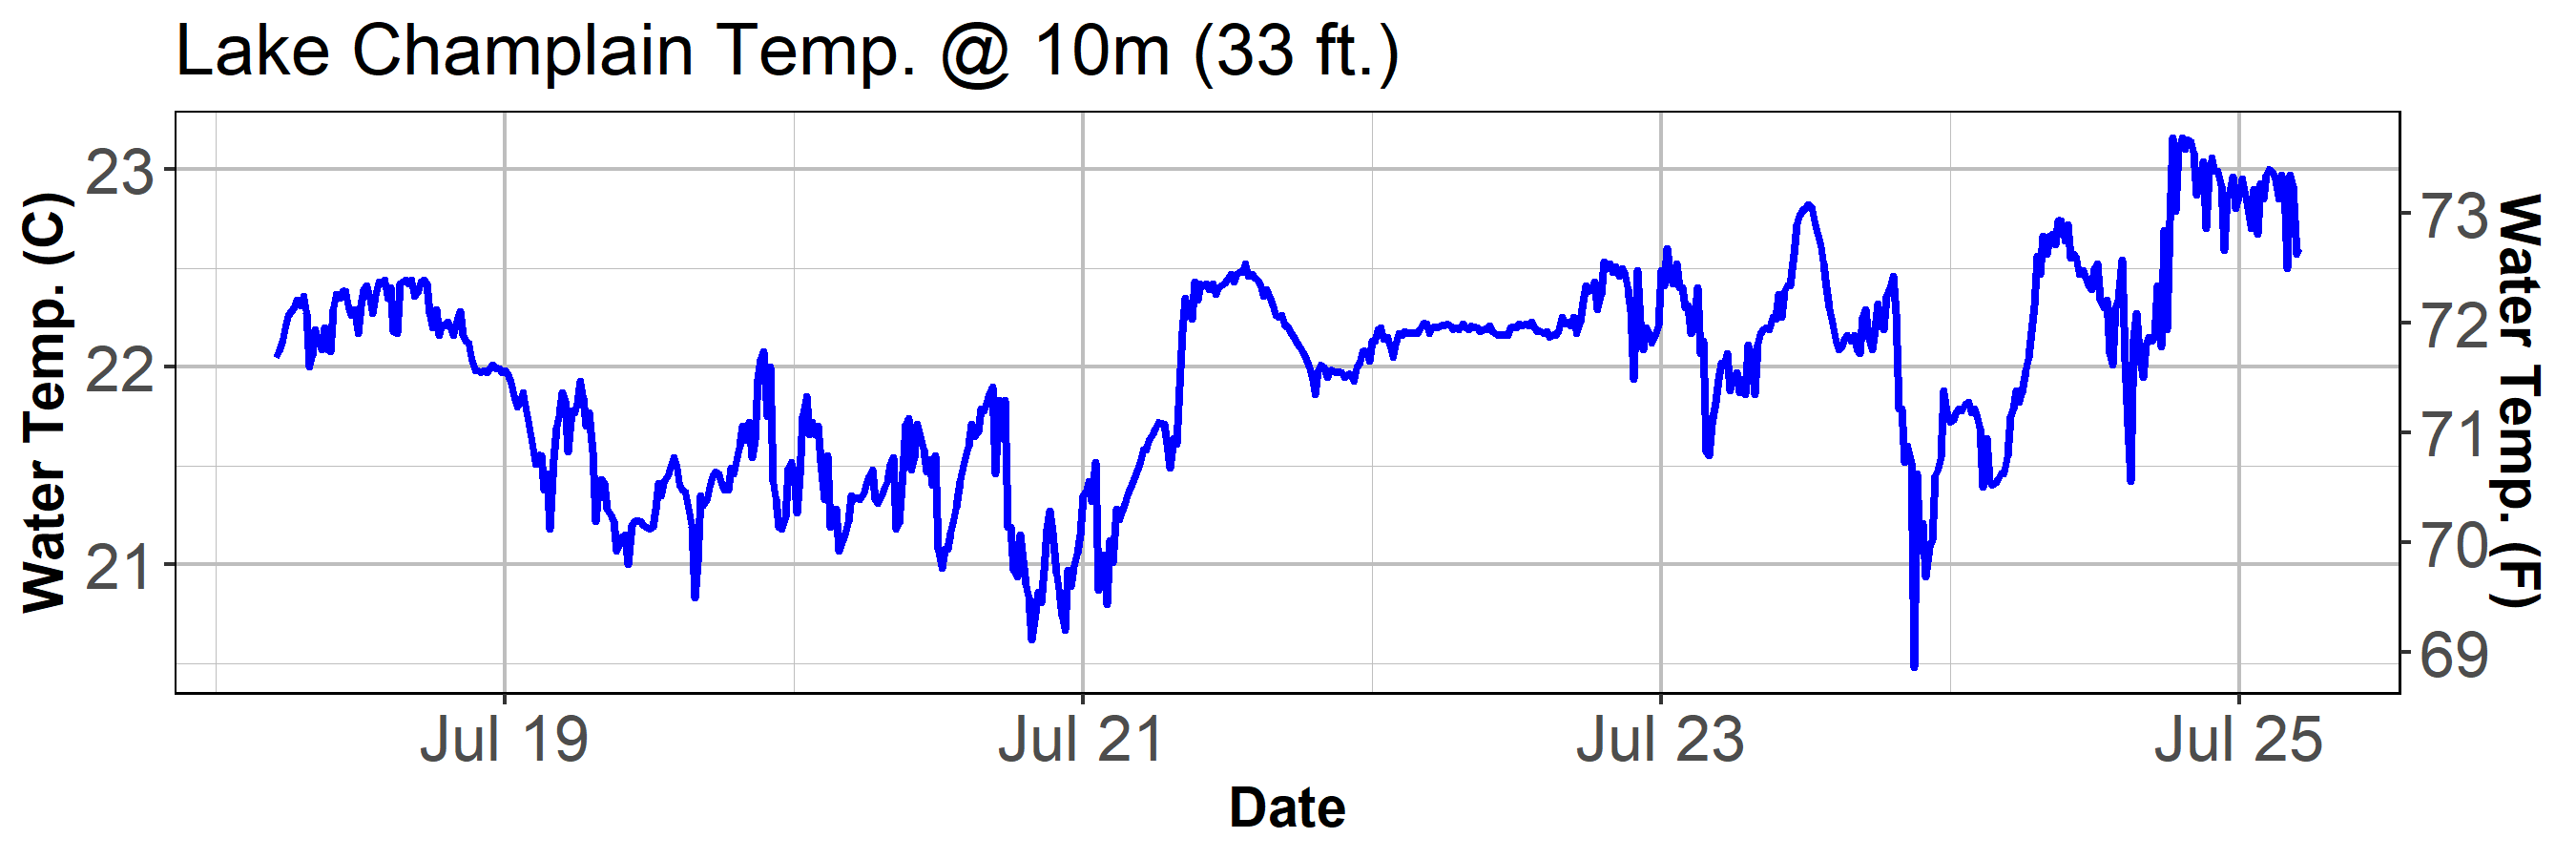 Lake Champlain Temp. @ 10m (33 ft.)
Water Temp. (C)
23
22
21
73
72
71
70
69
Water Temp. (F)
Jul 19 Jul 21 Jul 23 Jul 25
Date